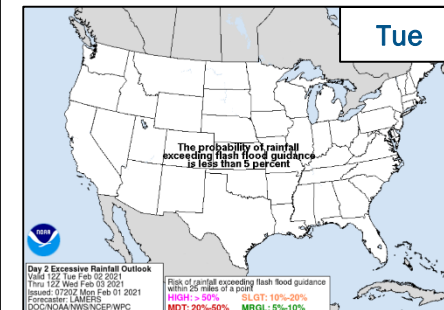 Tue
The probability of rainfall
exceeding flash flood guidance
is less than 5 percent
NOAA
Day 2 Excessive Rainfall Outlook
Valid 12Z Tue Feb 02 2021
Thru 12Z Wed Feb 03 2021
Issued: 0720Z Mon Feb 01 2021
Forecaster: LAMERS
DOC/NOAA/NWS/NCEP/WPC
Risk of rainfall exceeding flash flood guidance
within 25 miles of a point
HIGH: > 50% SLGT: 10%-20%
MDT: 20%-50% MRGL: 5%-10%